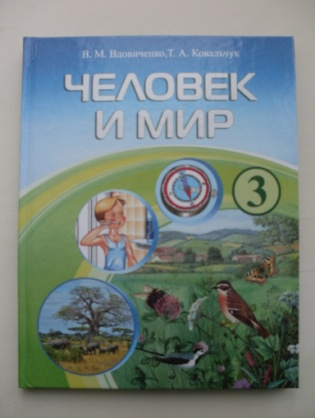 В. М. Вдовиченко, Т. А. Ковальчук
ЧЕЛОВЕК
И МИР
3